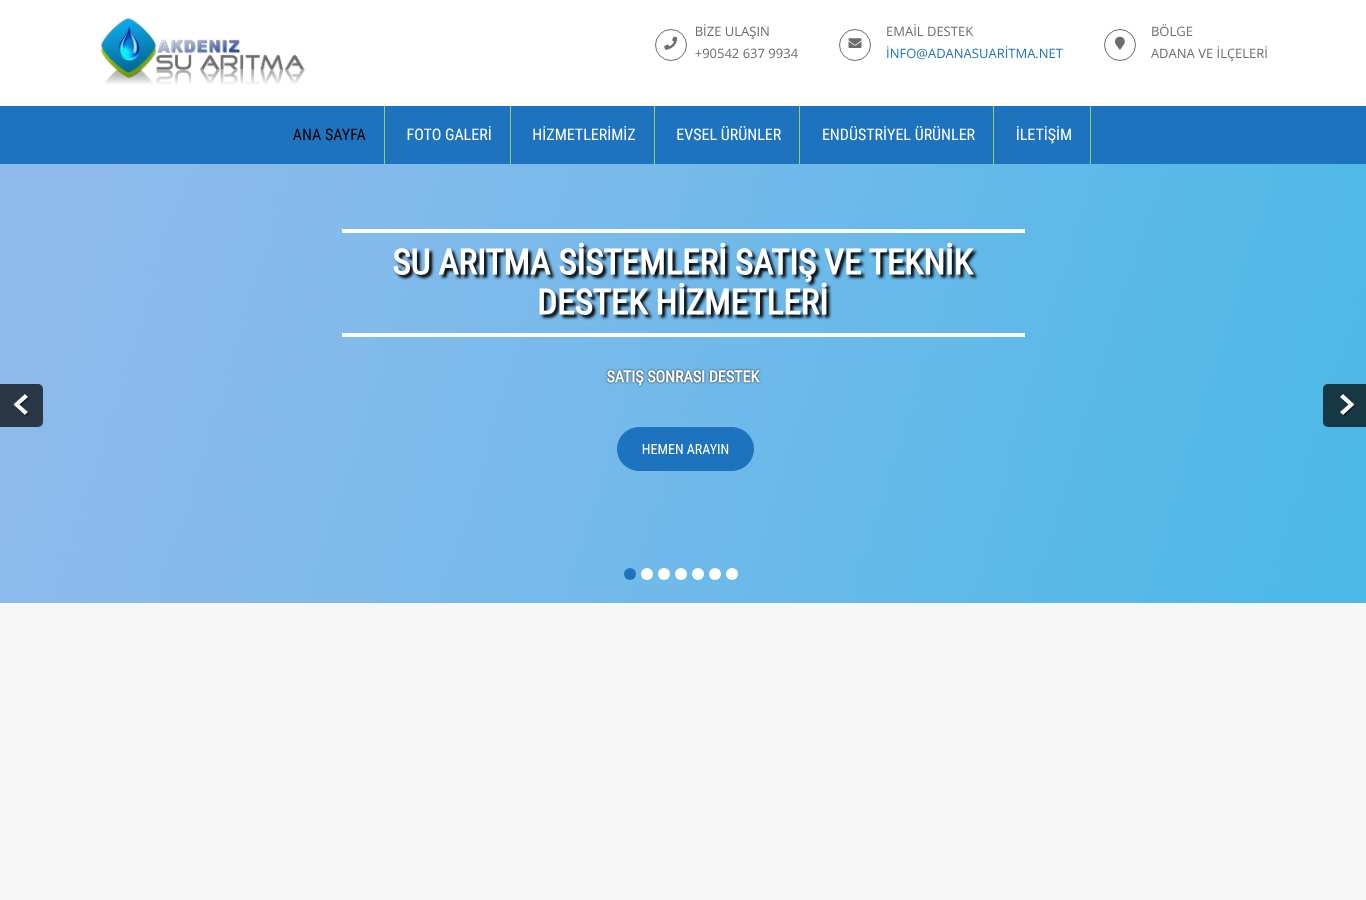 AKDENIZ
SU ARITMA
BİZE ULAŞIN
+90542 637 9934
EMAİL DESTEK
İNFO@ADANASUARİTMA.NET
BÖLGE
ADANA VE İLÇELERİ
ANA SAYFA
FOTO GALERİ
HİZMETLERİMİZ
EVSEL ÜRÜNLER
ENDÜSTRİYEL ÜRÜNLER
İLETİŞİM
SU ARITMA SİSTEMLERİ SATIŞ VE TEKNİK
DESTEK HİZMETLERİ
SATIŞ SONRASI DESTEK
HEMEN ARAYIN